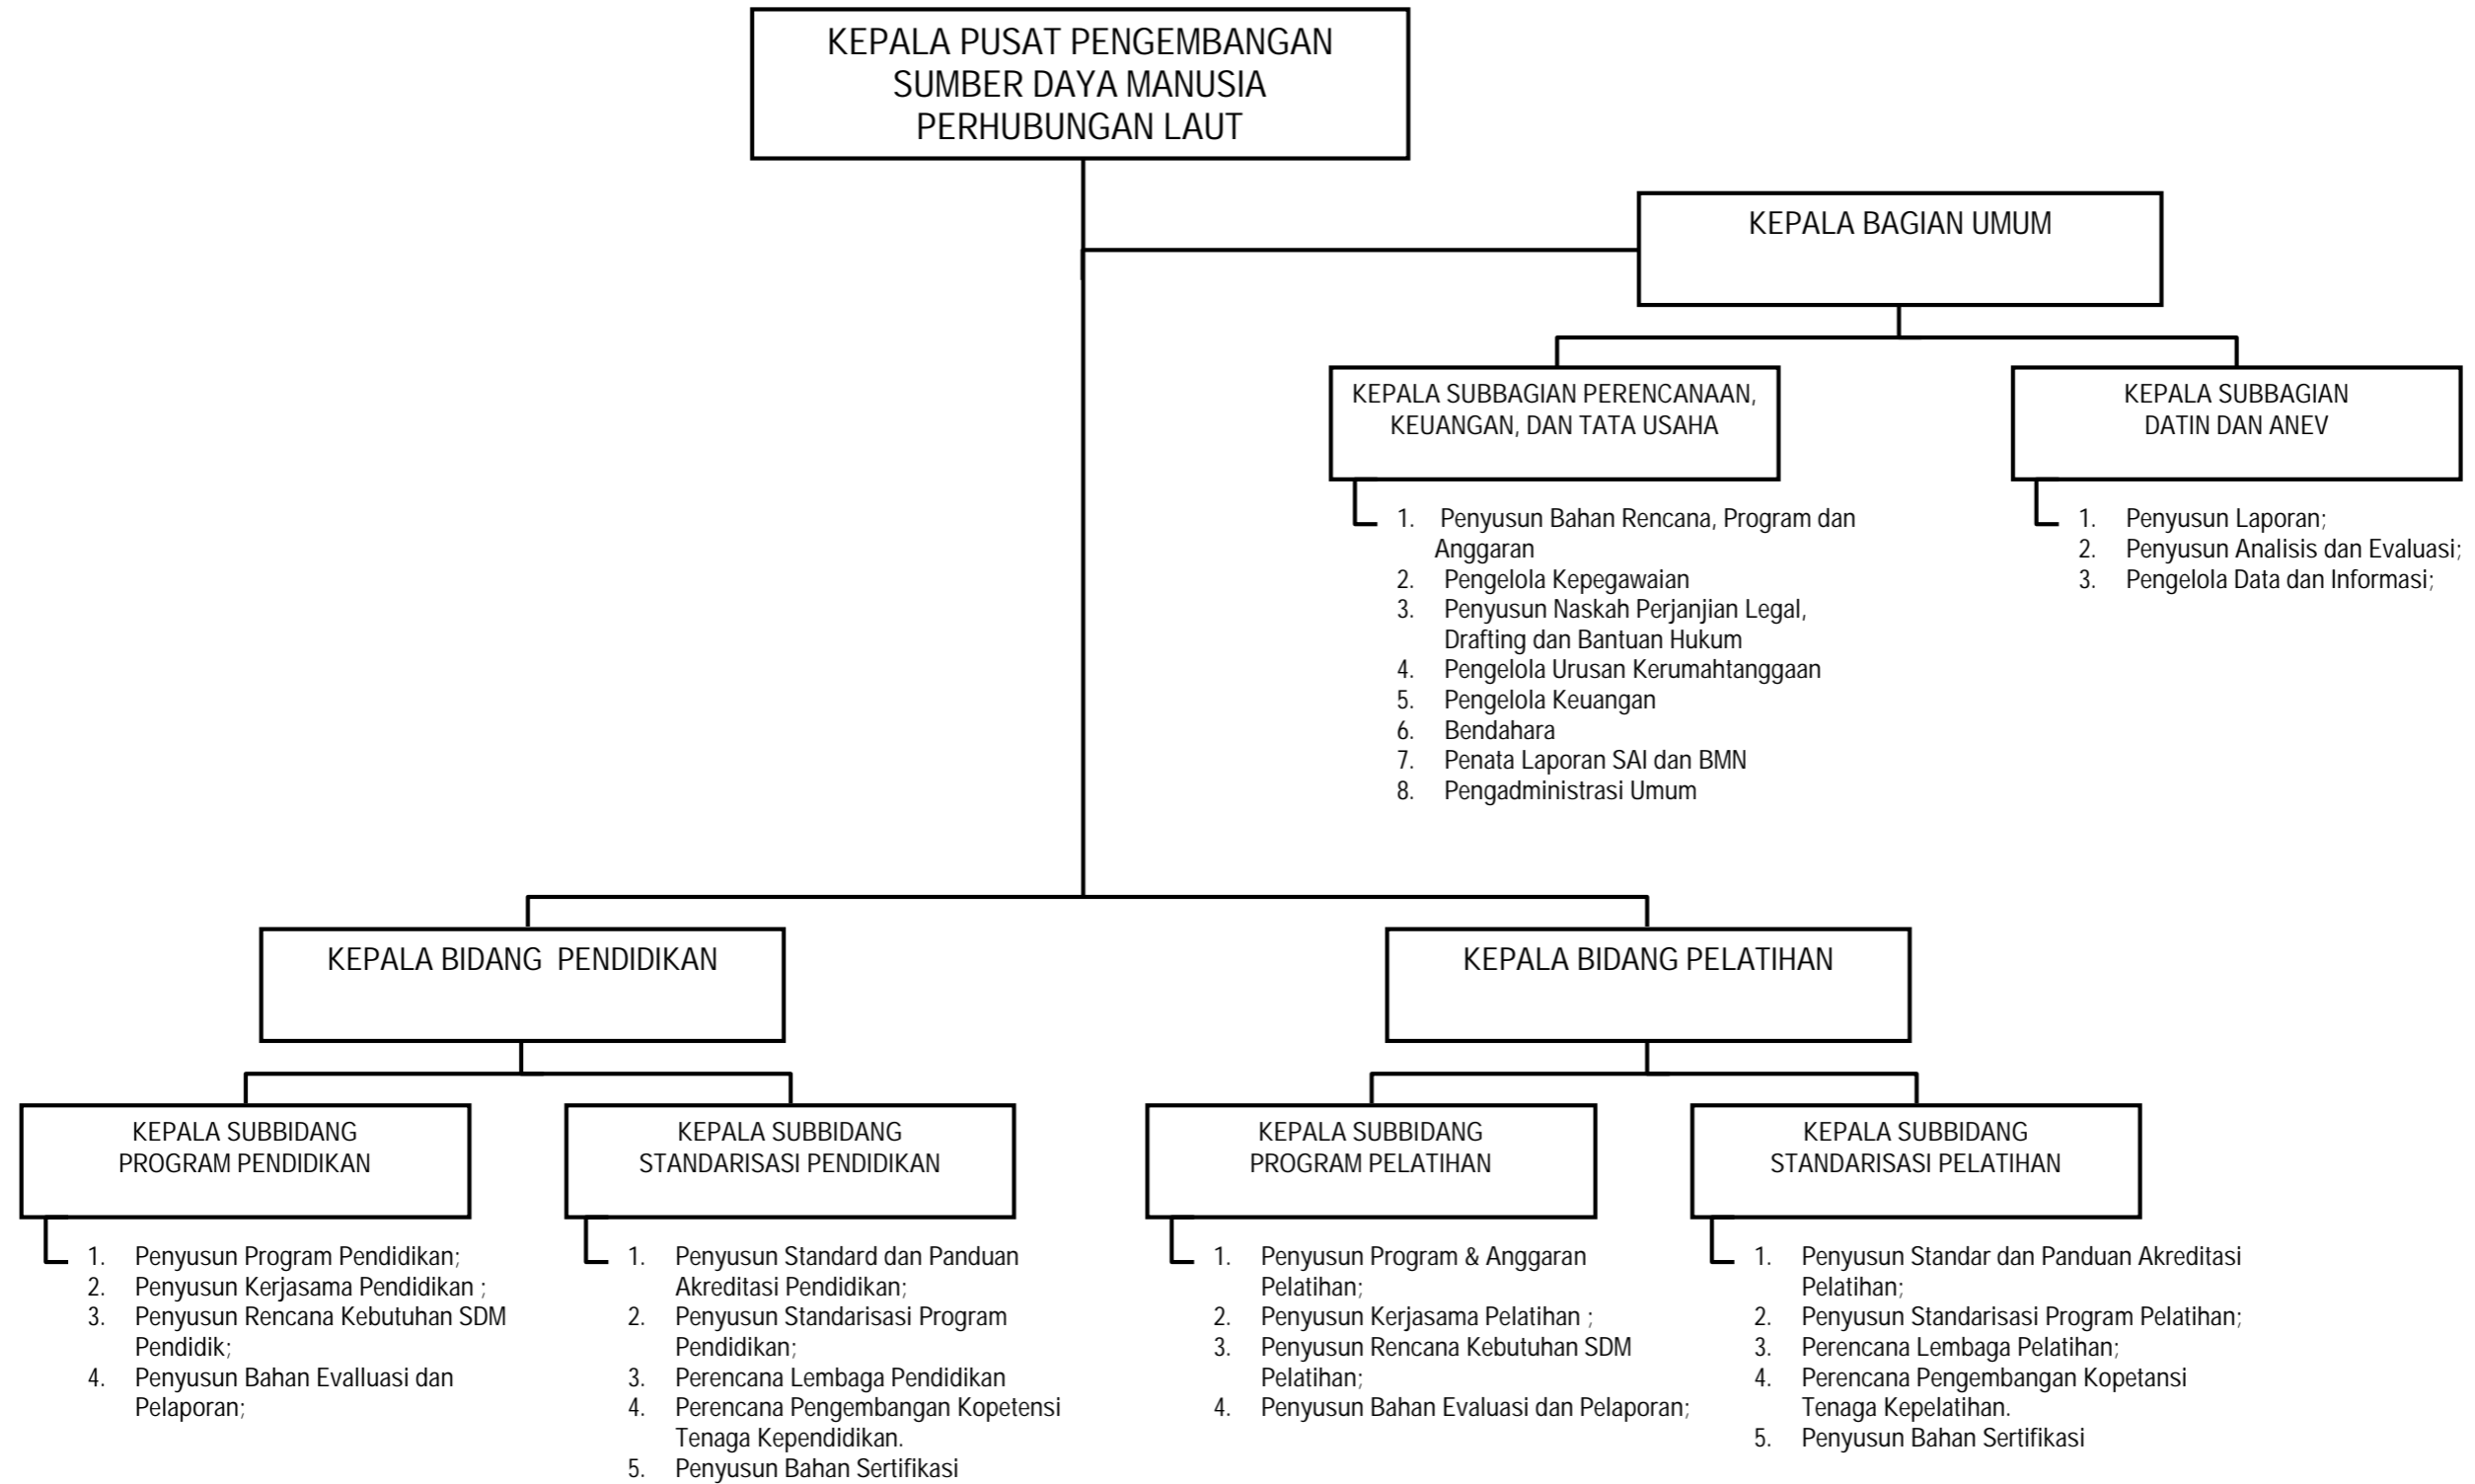 KEPALA PUSAT PENGEMBANGAN
SUMBER DAYA MANUSIA
PERHUBUNGAN LAUT
KEPALA BAGIAN UMUM
KEPALA SUBBAGIAN PERENCANAAN,
KEUANGAN, DAN TATA USAHA
1. Penyusun Bahan Rencana, Program dan
Anggaran
2. Pengelola Kepegawaian
3. Penyusun Naskah Perjanjian Legal,
Drafting dan Bantuan Hukum
4. Pengelola Urusan Kerumahtanggaan
5. Pengelola Keuangan
6. Bendahara
7. Penata Laporan SAI dan BMN
8. Pengadministrasi Umum
KEPALA SUBBAGIAN
DATIN DAN ANEV
1. Penyusun Laporan;
2. Penyusun Analisis dan Evaluasi;
3. Pengelola Data dan Informasi;
KEPALA BIDANG  PENDIDIKAN
KEPALA SUBBIDANG
PROGRAM PENDIDIKAN
1. Penyusun Program Pendidikan;
2. Penyusun Kerjasama Pendidikan ;
3. Penyusun Rencana Kebutuhan SDM
Pendidik;
4. Penyusun Bahan Evalluasi dan
Pelaporan;
KEPALA SUBBIDANG
STANDARISASI PENDIDIKAN
1. Penyusun Standard dan Panduan
Akreditasi Pendidikan;
2. Penyusun Standarisasi Program
Pendidikan;
3. Perencana Lembaga Pendidikan
4. Perencana Pengembangan Kopetensi
Tenaga Kependidikan.
5. Penyusun Bahan Sertifikasi
KEPALA BIDANG PELATIHAN
KEPALA SUBBIDANG
PROGRAM PELATIHAN
1. Penyusun Program & Anggaran
Pelatihan;
2. Penyusun Kerjasama Pelatihan ;
3. Penyusun Rencana Kebutuhan SDM
Pelatihan;
4. Penyusun Bahan Evaluasi dan Pelaporan;
KEPALA SUBBIDANG
STANDARISASI PELATIHAN
1. Penyusun Standar dan Panduan Akreditasi
Pelatihan;
2. Penyusun Standarisasi Program Pelatihan;
3. Perencana Lembaga Pelatihan;
4. Perencana Pengembangan Kopetansi
Tenaga Kepelatihan.
5. Penyusun Bahan Sertifikasi